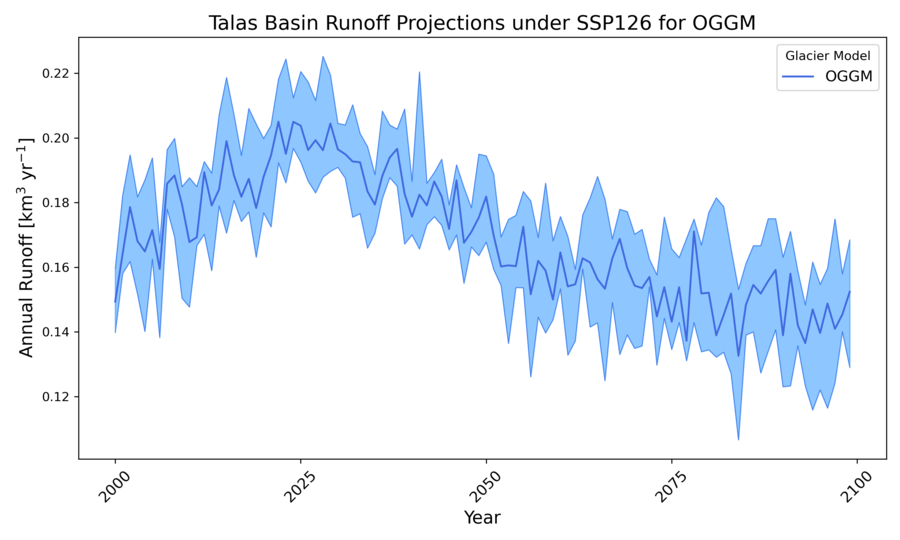 Talas Basin Runoff Projections under SSP126 for OGGM
Glacier Model
OGGM
Annual Runoff [km³ yr⁻¹]
0.22
0.20
0.18
0.16
0.14
0.12
2000
2025
2050
2075
2100
Year